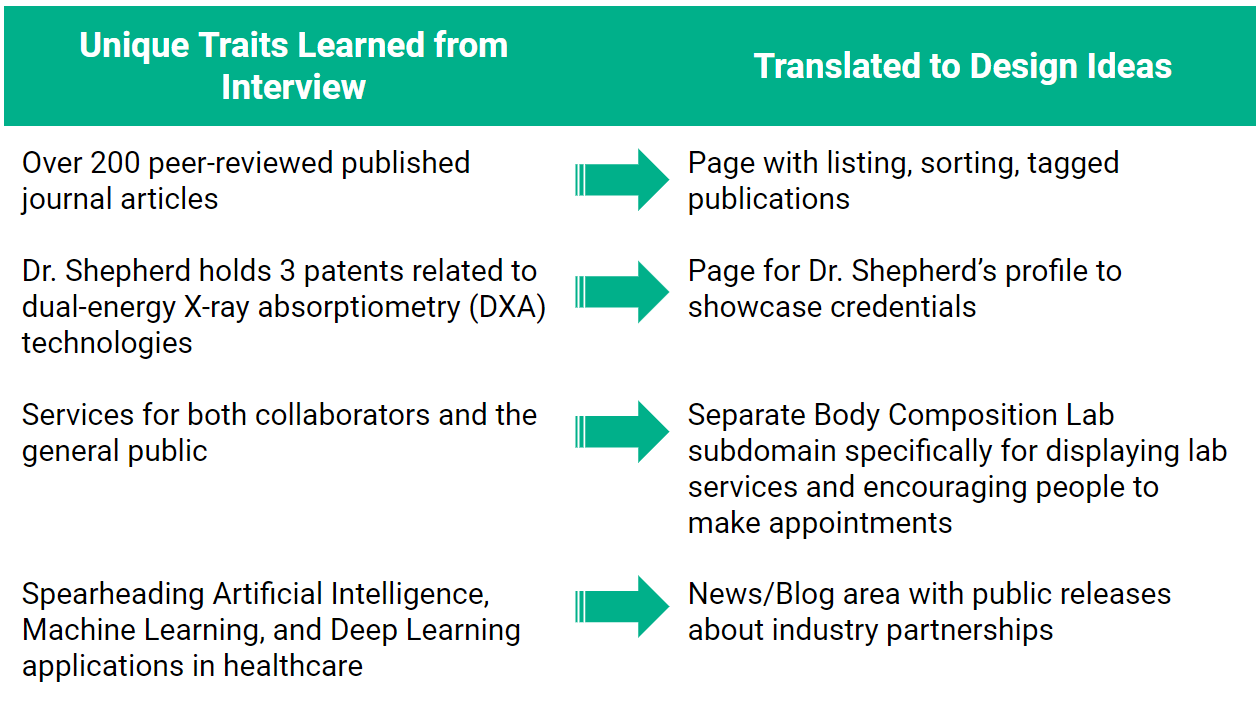 Unique Traits Learned from
Interview
Translated to Design Ideas
Over 200 peer-reviewed published
journal articles
Page with listing, sorting, tagged
publications
Dr. Shepherd holds 3 patents related to
dual-energy X-ray absorptiometry (DXA)
technologies
Page for Dr. Shepherd’s profile to
showcase credentials
Services for both collaborators and the
general public
Separate Body Composition Lab
subdomain specifically for displaying lab
services and encouraging people to
make appointments
Spearheading Artificial Intelligence,
Machine Learning, and Deep Learning
applications in healthcare
News/Blog area with public releases
about industry partnerships